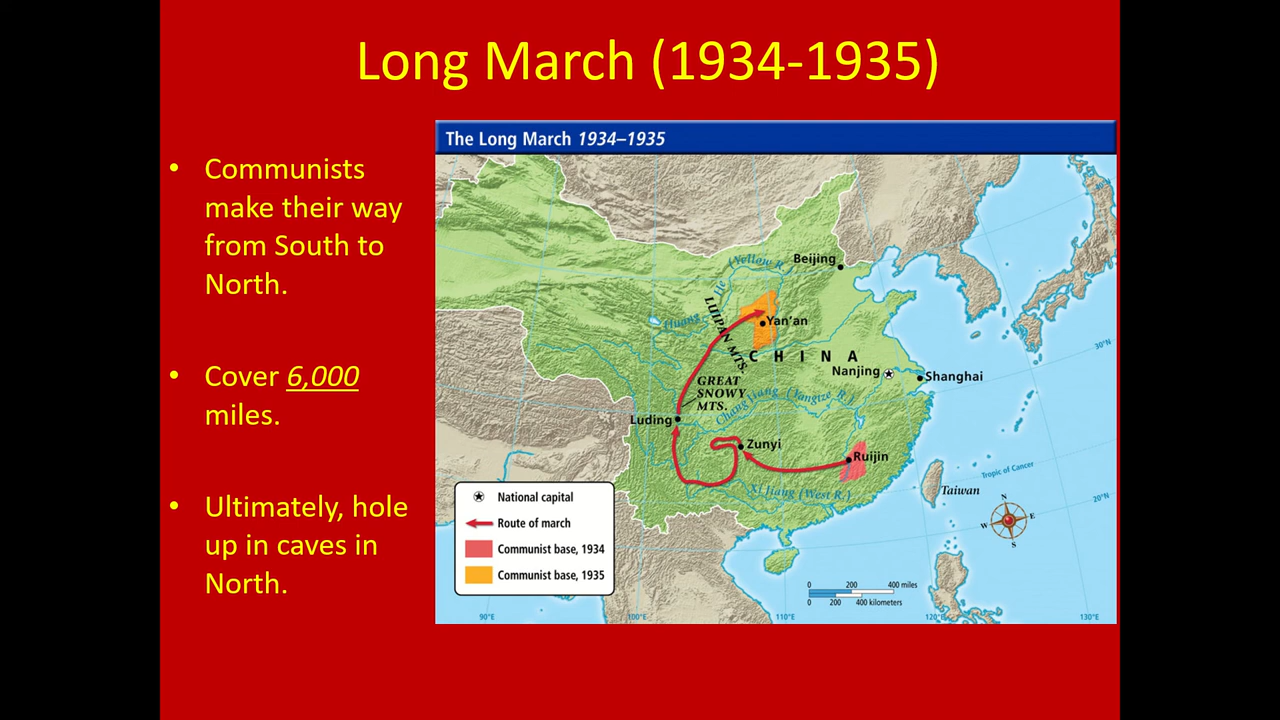 Long March (1934-1935)
• Communists
make their way
from South to
North.
• Cover 6,000
miles.
• Ultimately, hole
up in caves in
North.
The Long March 1934–1935
Beijing
(Yellow R.)
He
Huang
LUIPAN MTS.
Yan'an
CHINA
Nanjing
Shanghai
GREAT
SNOWY
MTS.
Chang Jiang (Yangtze R.)
Luding
Zunyi
Ruijin
Xi Jiang (West R.)
Taiwan
Tropic of Cancer
30°N
20°N
N
W
E
S
National capital
Route of march
Communist base, 1934
Communist base, 1935
0 200 400 miles
0 200 400 kilometers
90°E
100°E
110°E
120°E
130°E